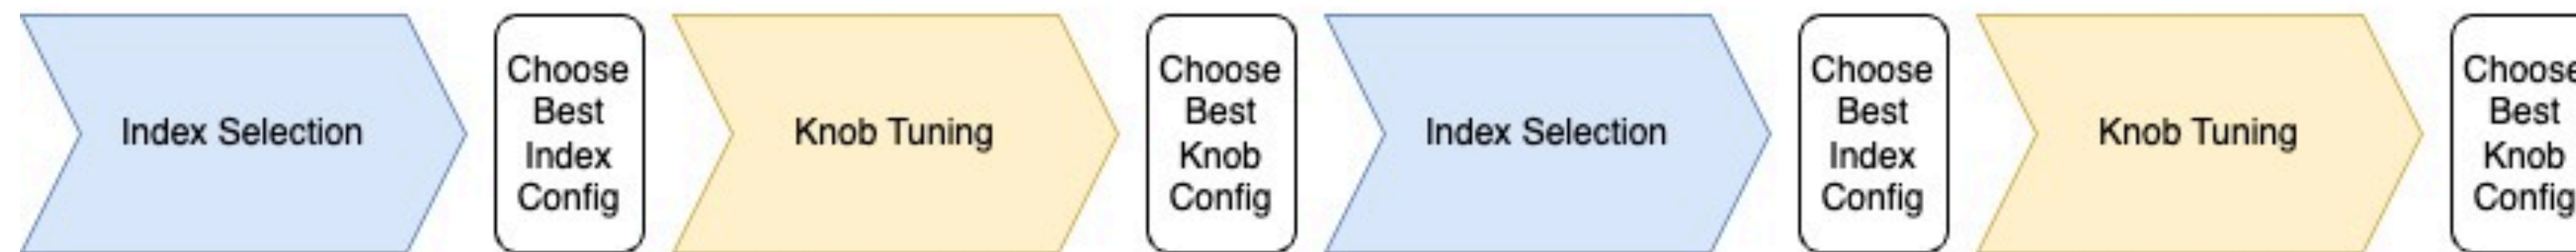 Index Selection
Choose
Best
Index
Config
Knob Tuning
Choose
Best
Knob
Config
Index Selection
Choose
Best
Index
Config
Knob Tuning
Choose
Best
Knob
Config